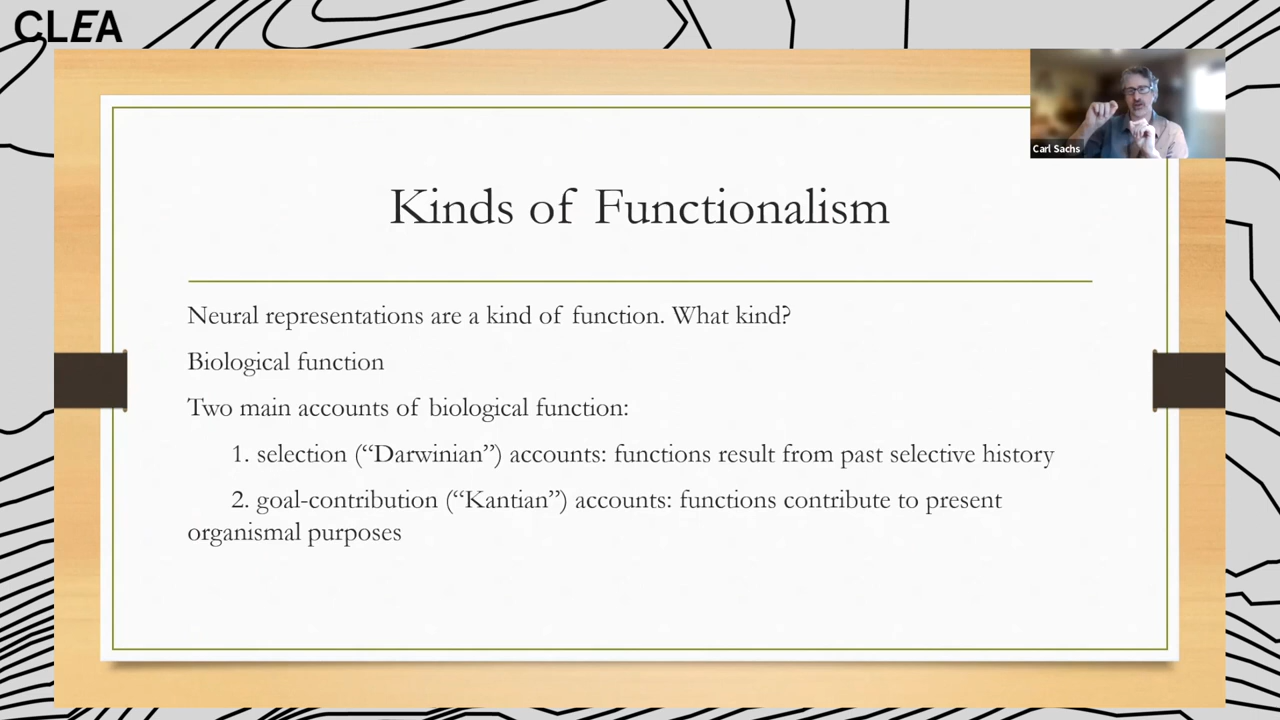 CLEA
Carl Sachs
Kinds of Functionalism
Neural representations are a kind of function. What kind?
Biological function
Two main accounts of biological function:
1. selection (“Darwinian”) accounts: functions result from past selective history
2. goal-contribution (“Kantian”) accounts: functions contribute to present
organismal purposes